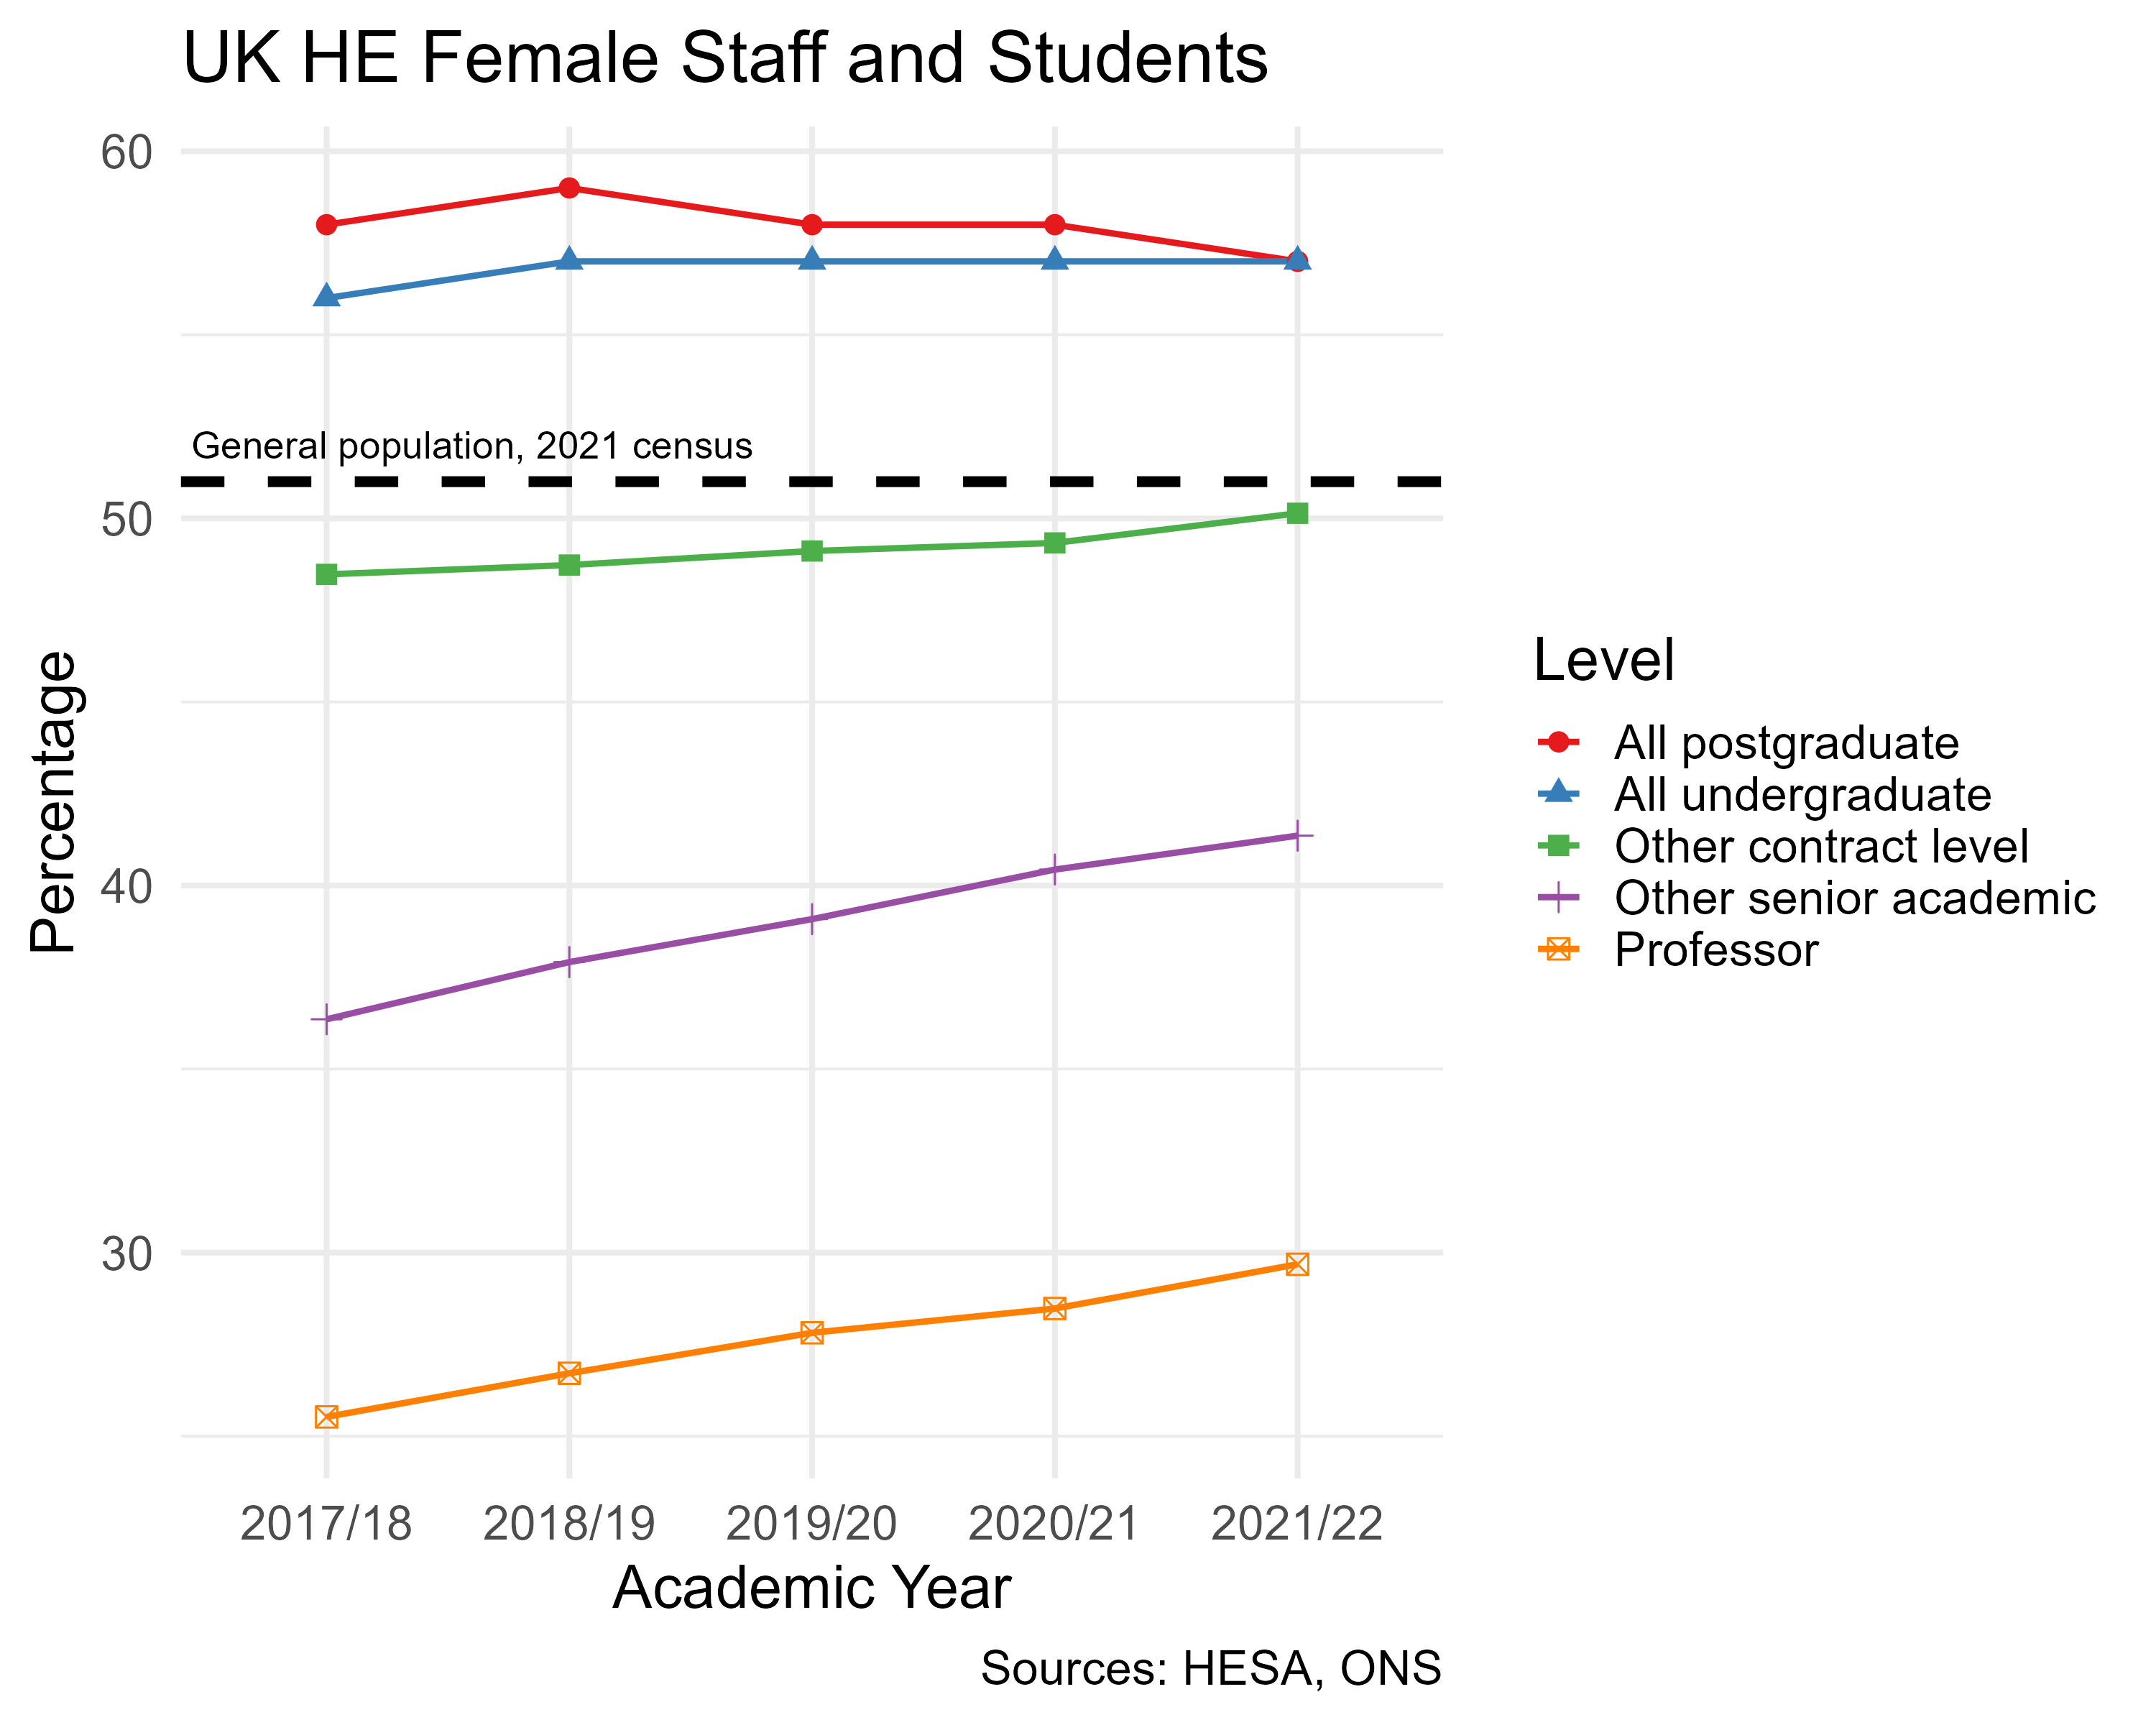 UK HE Female Staff and Students
60
General population, 2021 census
50
40
30
Percentage
2017/18 2018/19 2019/20 2020/21 2021/22
Academic Year
Sources: HESA, ONS
Level
All postgraduate
All undergraduate
Other contract level
Other senior academic
Professor